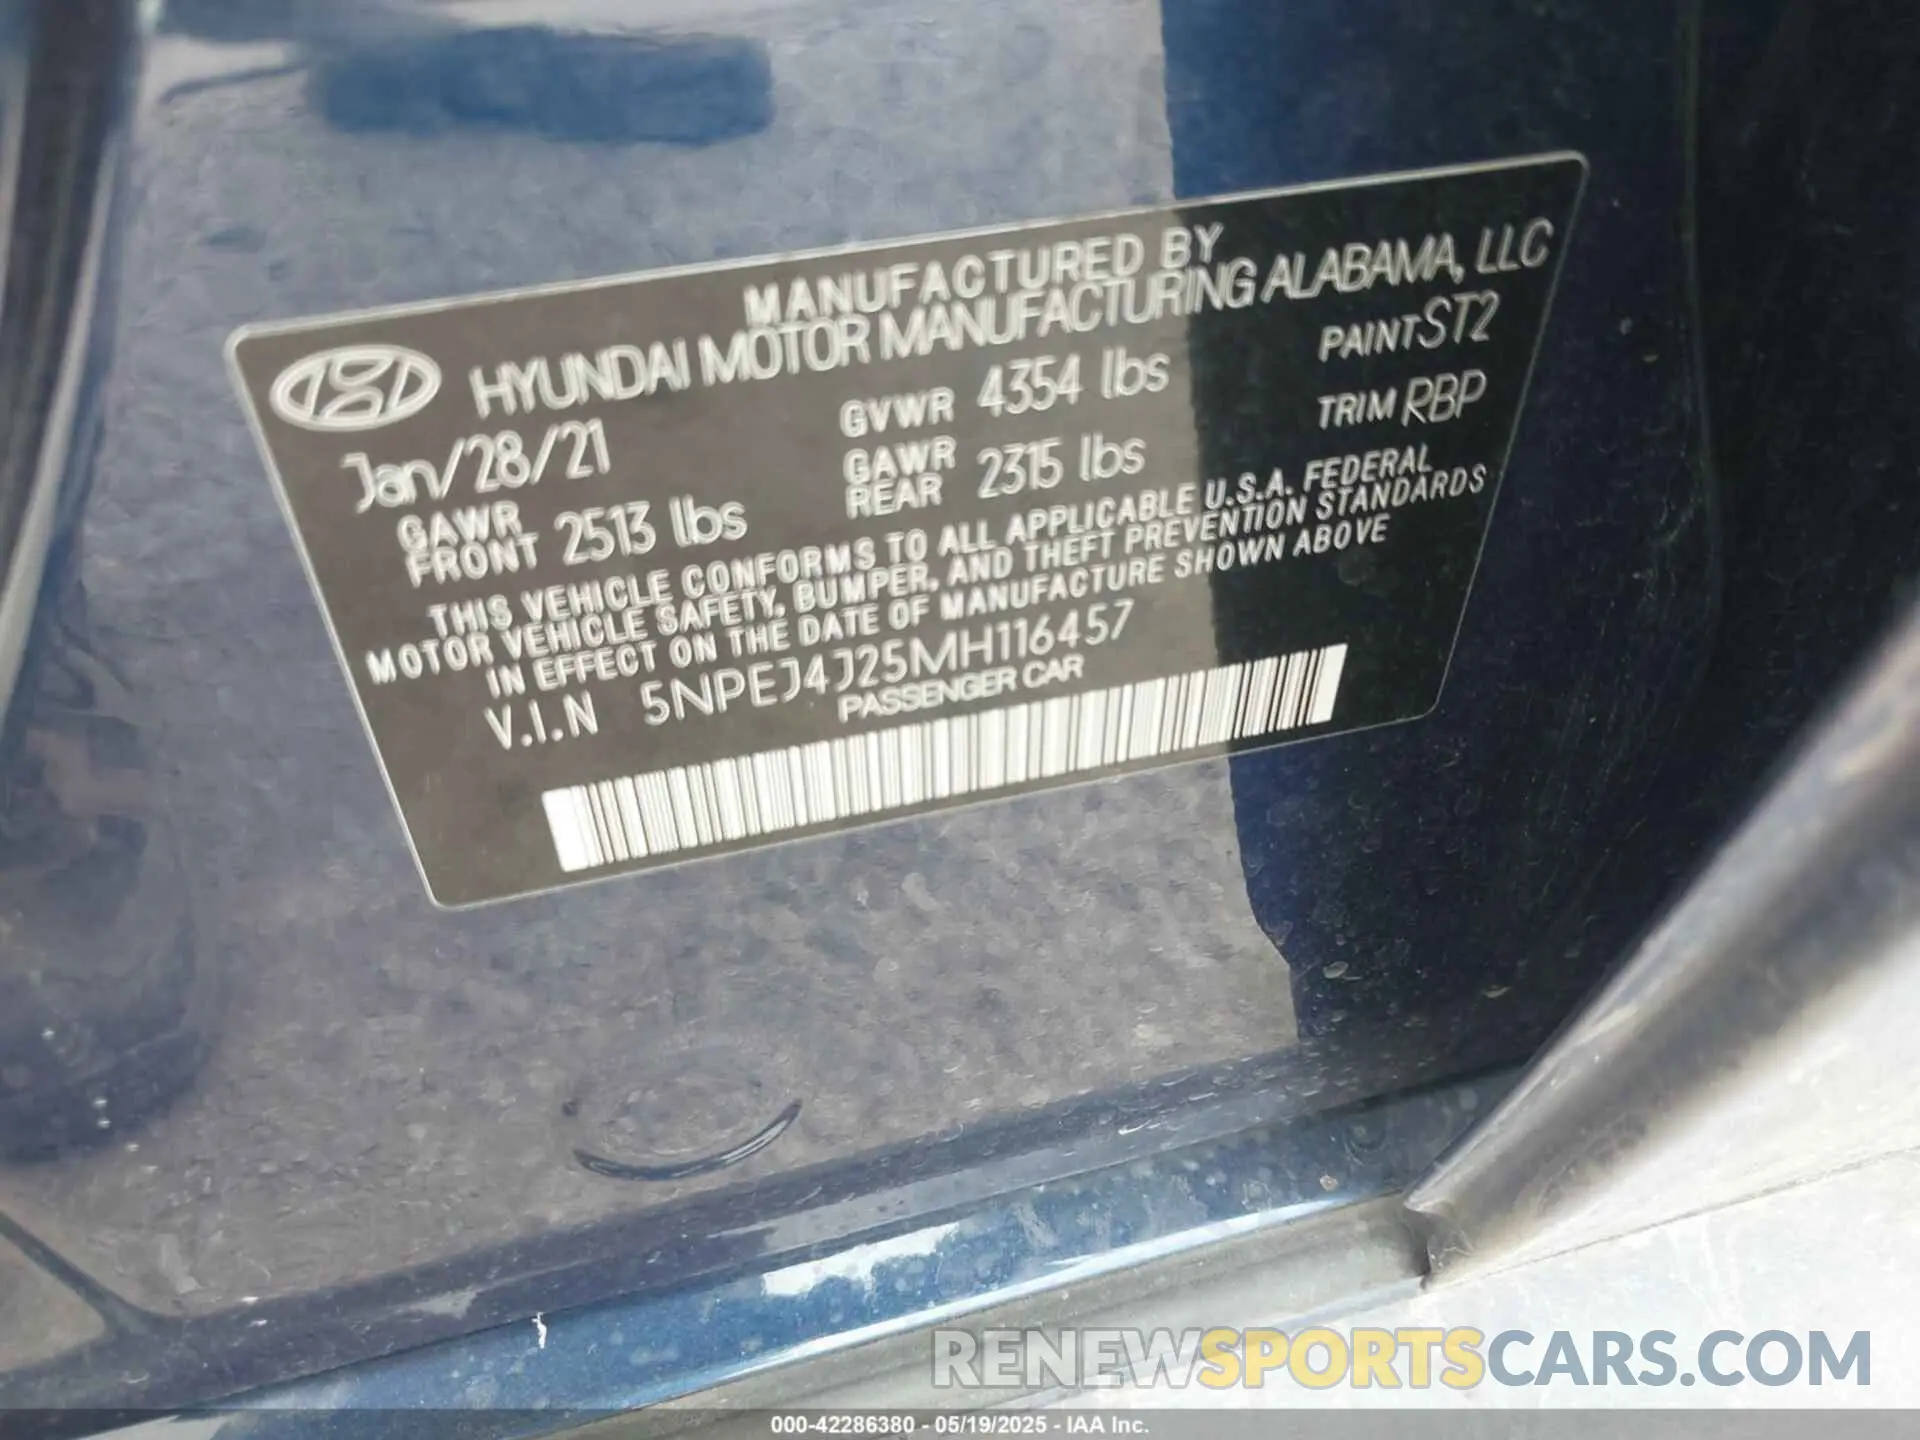 MANUFACTURED BY
HYUNDAI MOTOR MANUFACTURING ALABAMA, LLC
Jan/28/21 GVWR 4354 lbs PAINT ST2
GAWR FRONT 2513 lbs GAWR REAR 2315 lbs TRIM RBP
THIS VEHICLE CONFORMS TO ALL APPLICABLE U.S.A. FEDERAL
MOTOR VEHICLE SAFETY, BUMPER, AND THEFT PREVENTION STANDARDS
IN EFFECT ON THE DATE OF MANUFACTURE SHOWN ABOVE
V.I.N 5NPEJ4J25MH116457
PASSENGER CAR
RENEWSPORTSCARS.COM
000-42286380 - 05/19/2025 - IAA Inc.